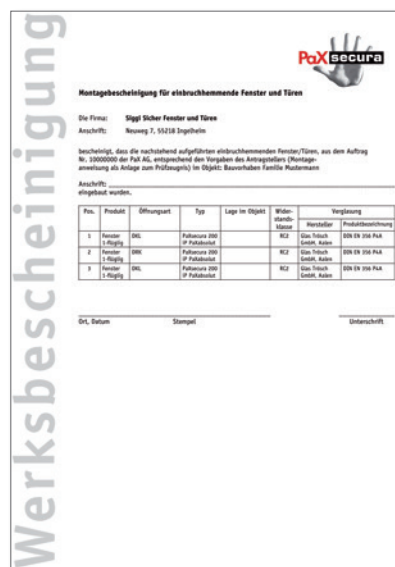 Werksbescheinigung
PaX secura
Montagebescheinigung für einbruchhemmende Fenster und Türen
Die Firma: Siggi Sicher Fenster und Türen
Anschrift: Neuweg 7, 55218 Ingelheim
bescheinigt, dass die nachstehend aufgeführten einbruchhemmenden Fenster/Türen, aus dem Auftrag
Nr. 10000000 der PaX AG, entsprechend den Vorgaben des Antragstellers (Montage-
anweisung als Anlage zum Prüfzeugnis) im Objekt: Bauvorhaben Familie Mustermann
Anschrift:
eingebaut wurden.
Pos. Produkt Öffnungsart Typ Lage im Objekt Wider-stands-klasse Verglasung
Hersteller Produktbezeichnung
1 Fenster DKL PaXsecura 200 RC2 Glas Trösch DIN EN 356 P4A
1-flüglig IP PaXabsolut GmbH, Aalen
2 Fenster DRK PaXsecura 200 RC2 Glas Trösch DIN EN 356 P4A
1-flüglig IP PaXabsolut GmbH, Aalen
3 Fenster DKL PaXsecura 200 RC2 Glas Trösch DIN EN 356 P4A
1-flüglig IP PaXabsolut GmbH, Aalen
Ort, Datum Stempel Unterschrift